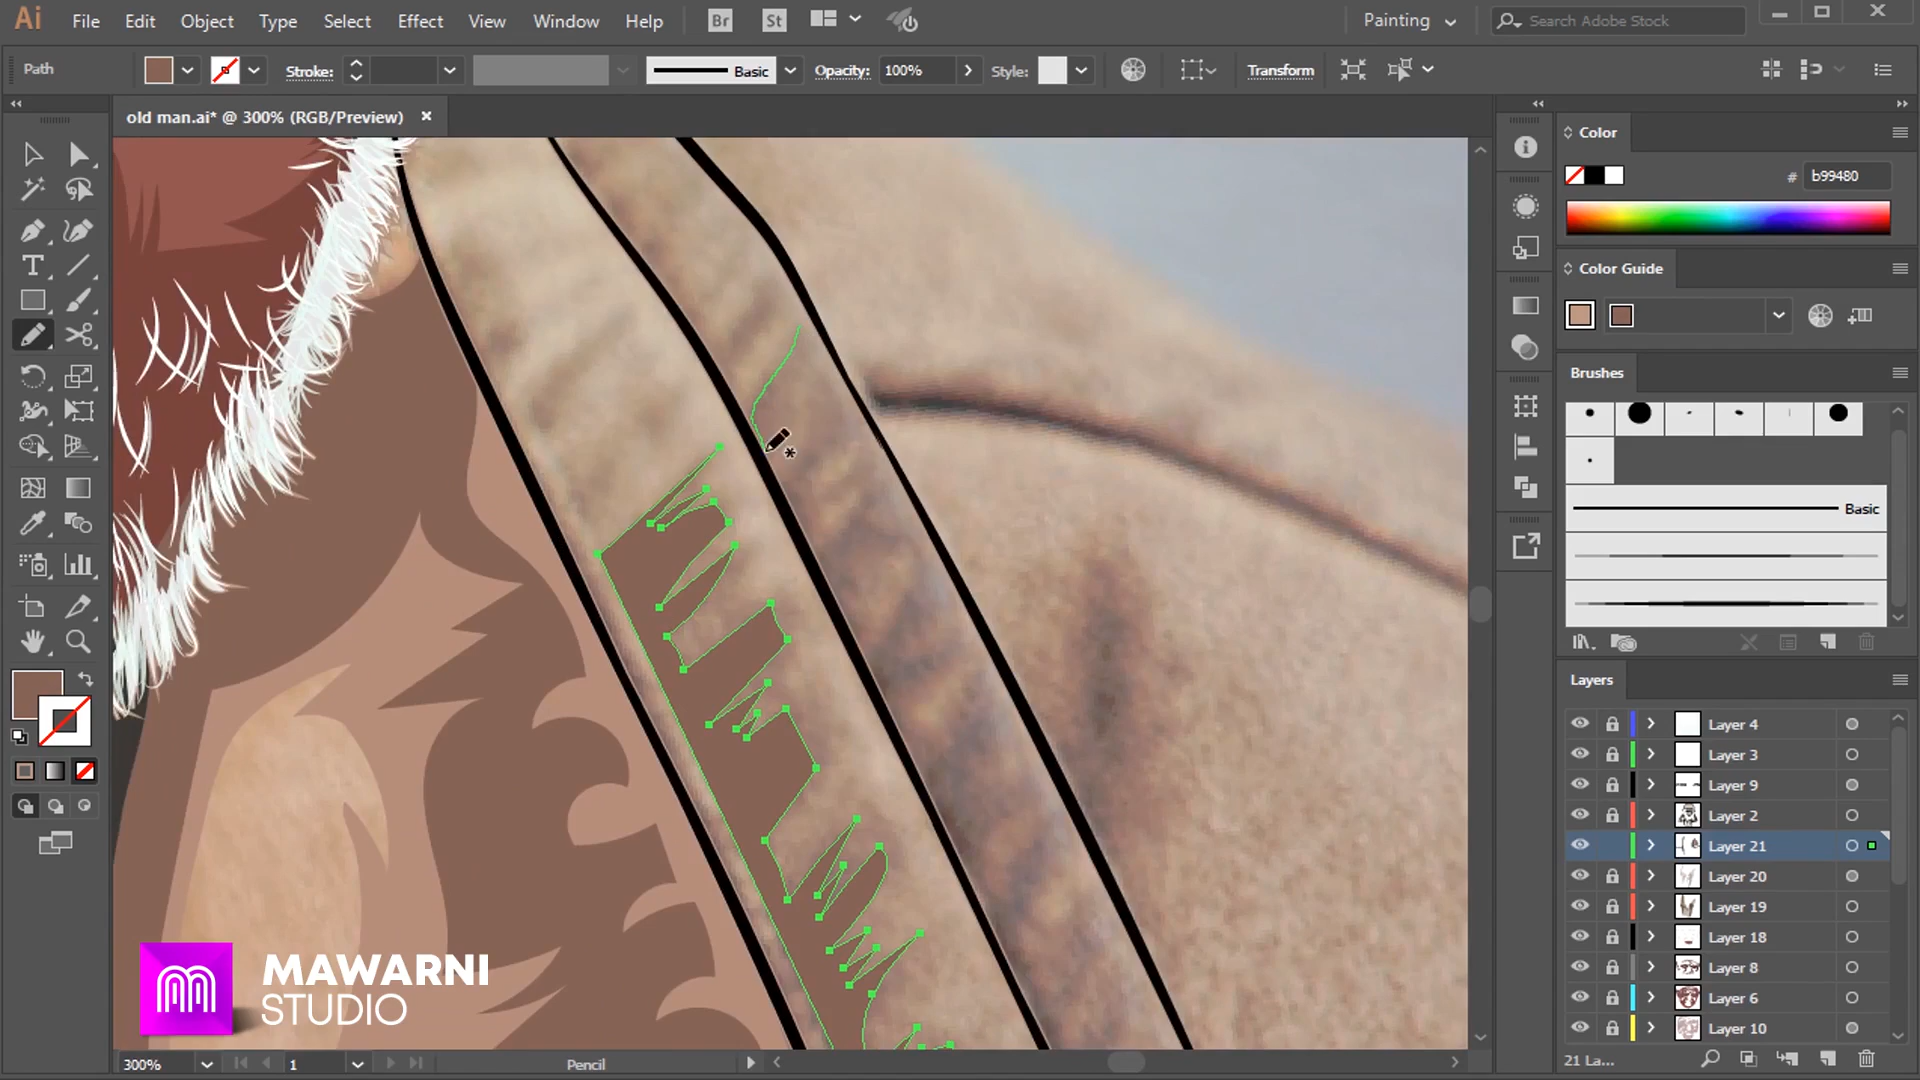 Ai
File
Edit
Object
Type
Select
Effect
View
Window
Help
Br
St
Painting
Search Adobe Stock
Path
Stroke:
Basic
Opacity:
100%
Style:
Transform
old man.ai* @ 300% (RGB/Preview)
Color
# b99480
Color Guide
Brushes
Basic
Layers
Layer 4
Layer 3
Layer 9
Layer 2
Layer 21
Layer 20
Layer 19
Layer 18
Layer 8
Layer 6
Layer 10
21 La...
MAWARNI
STUDIO
300%
1
Pencil